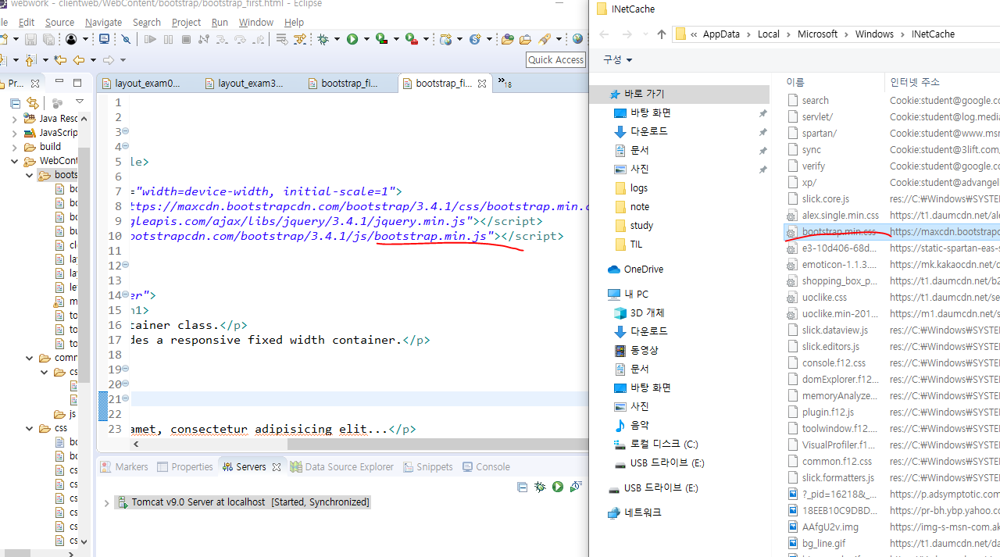 webwork - clientweb/WebContent/bootstrap/bootstrap_first.html - Eclipse
Edit Source Navigate Search Project Run Window Help
Quick Access
Pr...
layout_exam0...
layout_exam3...
bootstrap_fi...
bootstrap_fi...
18
Java Resc
JavaScrip
build
WebCont
boots
bo
bo
bo
bu
cl
la
la
le
m
to
to
to
comr
cs
js
css
bo
bo
cs
cs
cs
cs
cs
cs
1
2
3
4
5 le>
6
7 ="width=device-width, initial-scale=1">
8 ttps://maxcdn.bootstrapcdn.com/bootstrap/3.4.1/css/bootstrap.min.c
9 gleapis.com/ajax/libs/jquery/3.4.1/jquery.min.js"></script>
10 bootstrapcdn.com/bootstrap/3.4.1/js/bootstrap.min.js"></script>
11
12
13
14 er">
15 h1>
16 tainer class.</p>
17 des a responsive fixed width container.</p>
18
19
20
21
22
23 amet, consectetur adipisicing elit...</p>
Markers Properties Servers Data Source Explorer Snippets Console
Tomcat v9.0 Server at localhost [Started, Synchronized]
INetCache
« AppData > Local > Microsoft > Windows > INetCache
구성
바로 가기
바탕 화면
다운로드
문서
사진
logs
note
study
TIL
OneDrive
내 PC
3D 개체
다운로드
동영상
문서
바탕 화면
사진
음악
로컬 디스크 (C:)
USB 드라이브 (E:)
USB 드라이브 (E:)
네트워크
이름 인터넷 주소
search Cookie:student@google.co
servlet/ Cookie:student@log.media
spartan/ Cookie:student@www.msn
sync Cookie:student@3lift.com/
verify Cookie:student@google.co
xp/ Cookie:student@advangel
slick.core.js res://C:₩Windows₩SYSTEM
alex.single.min.css https://t1.daumcdn.net/ale
bootstrap.min.css https://maxcdn.bootstrapc
e3-10d406-68d... https://static-spartan-eas-s
emoticon-1.1.3.... https://mk.kakaocdn.net/d
shopping_box_p... https://t1.daumcdn.net/b2
uoclike.css https://t1.daumcdn.net/se
uoclike.min-201... https://m1.daumcdn.net/s
slick.dataview.js res://C:₩Windows₩SYSTEM
slick.editors.js res://C:₩Windows₩SYSTEM
console.f12.css res://C:₩Windows₩SYSTEM
domExplorer.f12... res://C:₩Windows₩SYSTEM
memoryAnalyze... res://C:₩Windows₩SYSTEM
plugin.f12.js res://C:₩Windows₩SYSTEM
toolwindow.f12.... res://C:₩Windows₩SYSTEM
VisualProfiler.f1... res://C:₩Windows₩SYSTEM
common.f12.css res://C:₩Windows₩SYSTEM
slick.formatters.js res://C:₩Windows₩SYSTEM
?_pid=16218&_... https://p.adsymptotic.com
18EEB10C9DBD... https://pr-bh.ybp.yahoo.c
AAfgU2v.img https://img-s-msn-com.ak
bg_line.gif https://t1.daumcdn.net/da